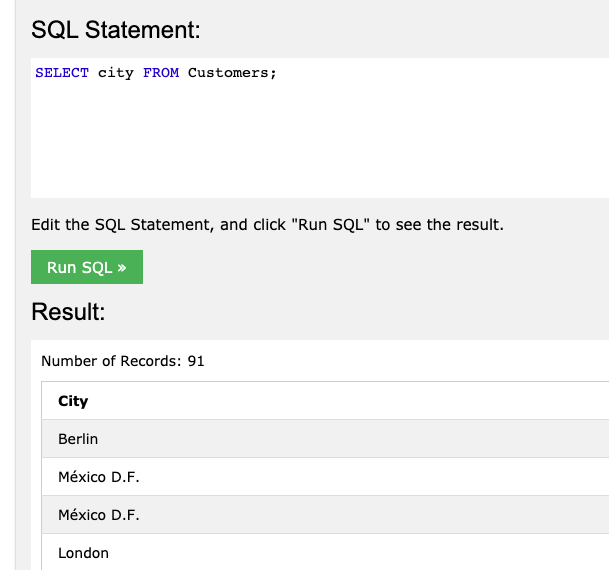 SQL Statement:
SELECT city FROM Customers;
Edit the SQL Statement, and click "Run SQL" to see the result.
Run SQL »
Result:
Number of Records: 91
City
Berlin
México D.F.
México D.F.
London